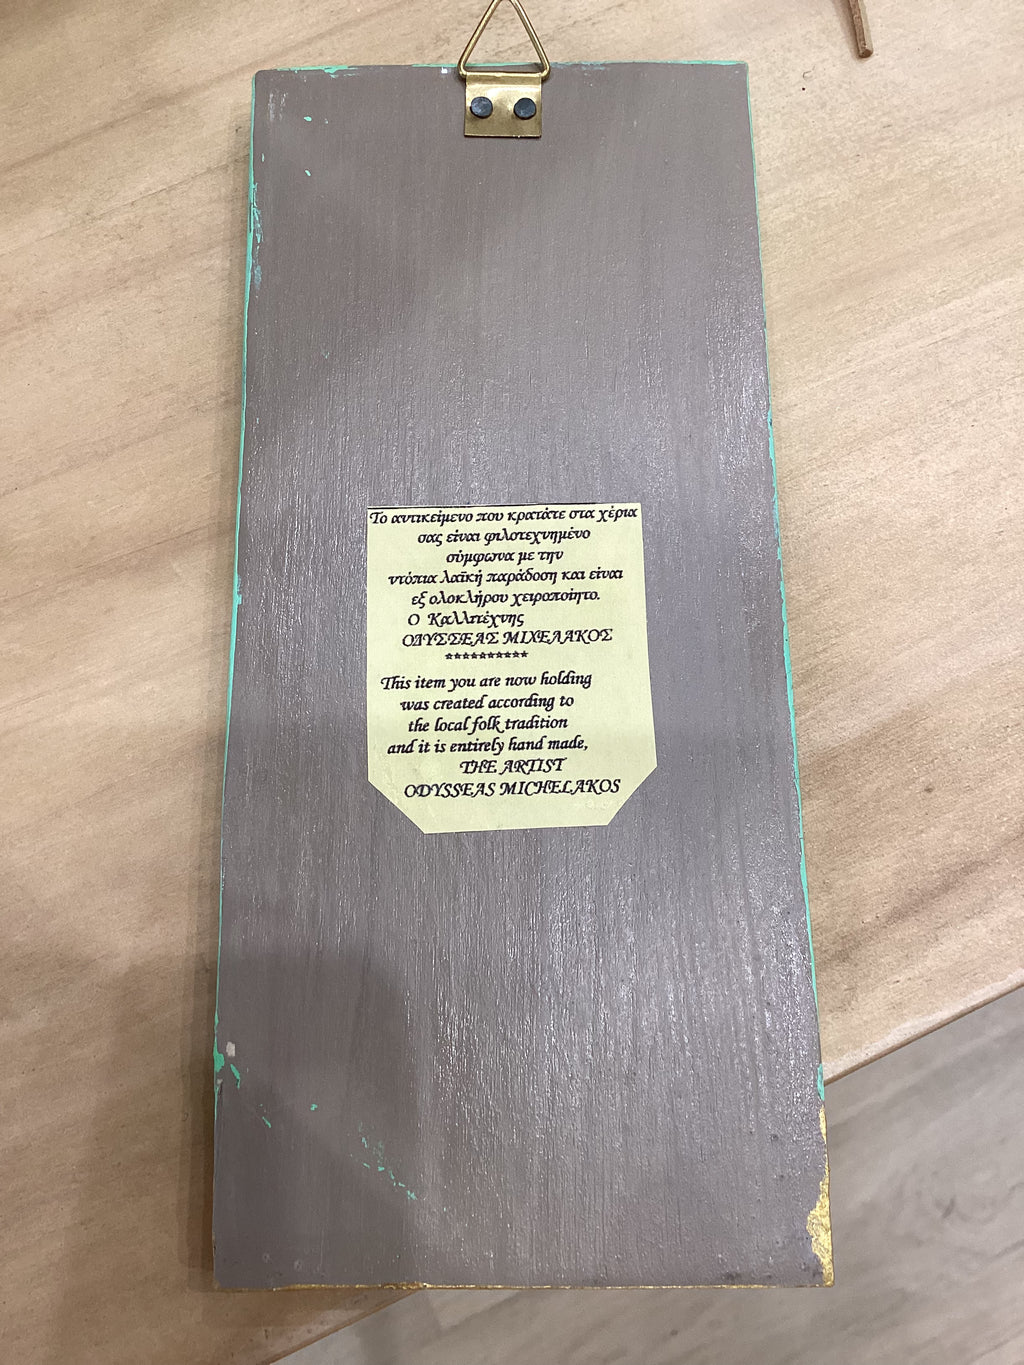 Το αντικείμενο που κρατάτε στα χέρια
σας είναι φιλοτεχνημένο
σύμφωνα με την
ντόπια λαϊκή παράδοση και είναι
εξ ολοκλήρου χειροποίητο.
Ο Καλλιτέχνης
ΟΔΥΣΣΕΑΣ ΜΙΧΕΛΑΚΟΣ
**********
This item you are now holding
was created according to
the local folk tradition
and it is entirely hand made,
THE ARTIST
ODYSSEAS MICHELAKOS